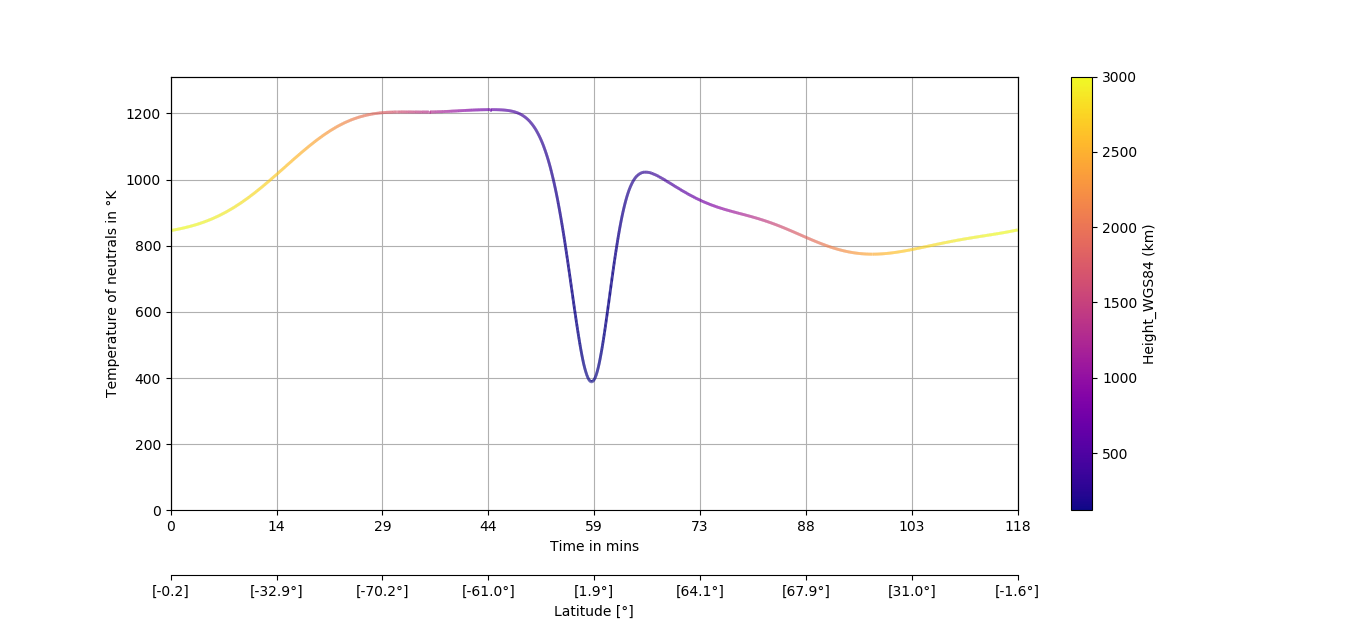 1200
1000
800
600
400
200
0
Temperature of neutrals in °K
0 14 29 44 59 73 88 103 118
Time in mins
[-0.2] [-32.9°] [-70.2°] [-61.0°] [1.9°] [64.1°] [67.9°] [31.0°] [-1.6°]
Latitude [°]
3000
2500
2000
1500
1000
500
Height_WGS84 (km)